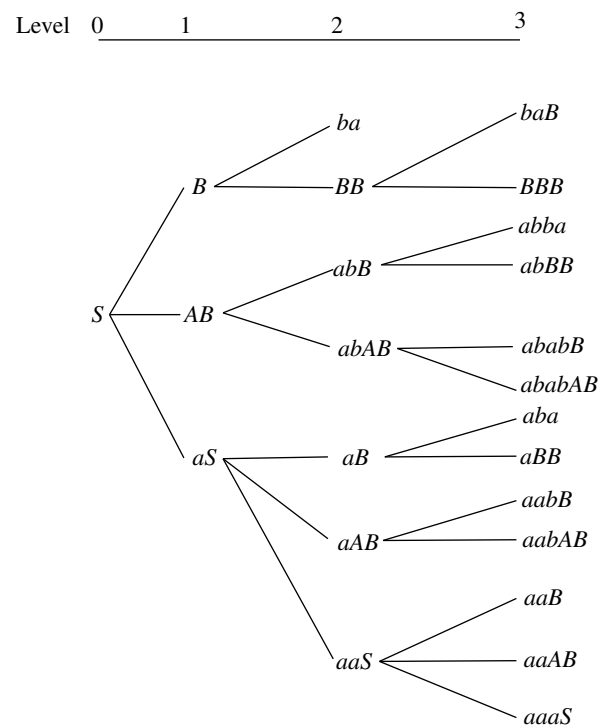 Level 0 1 2 3
baB
ba
B BB BBB
abba
abB abBB
S AB
abAB ababB
ababAB
aba
aS aB aBB
aabB
aAB aabAB
aaB
aaS aaAB
aaaS